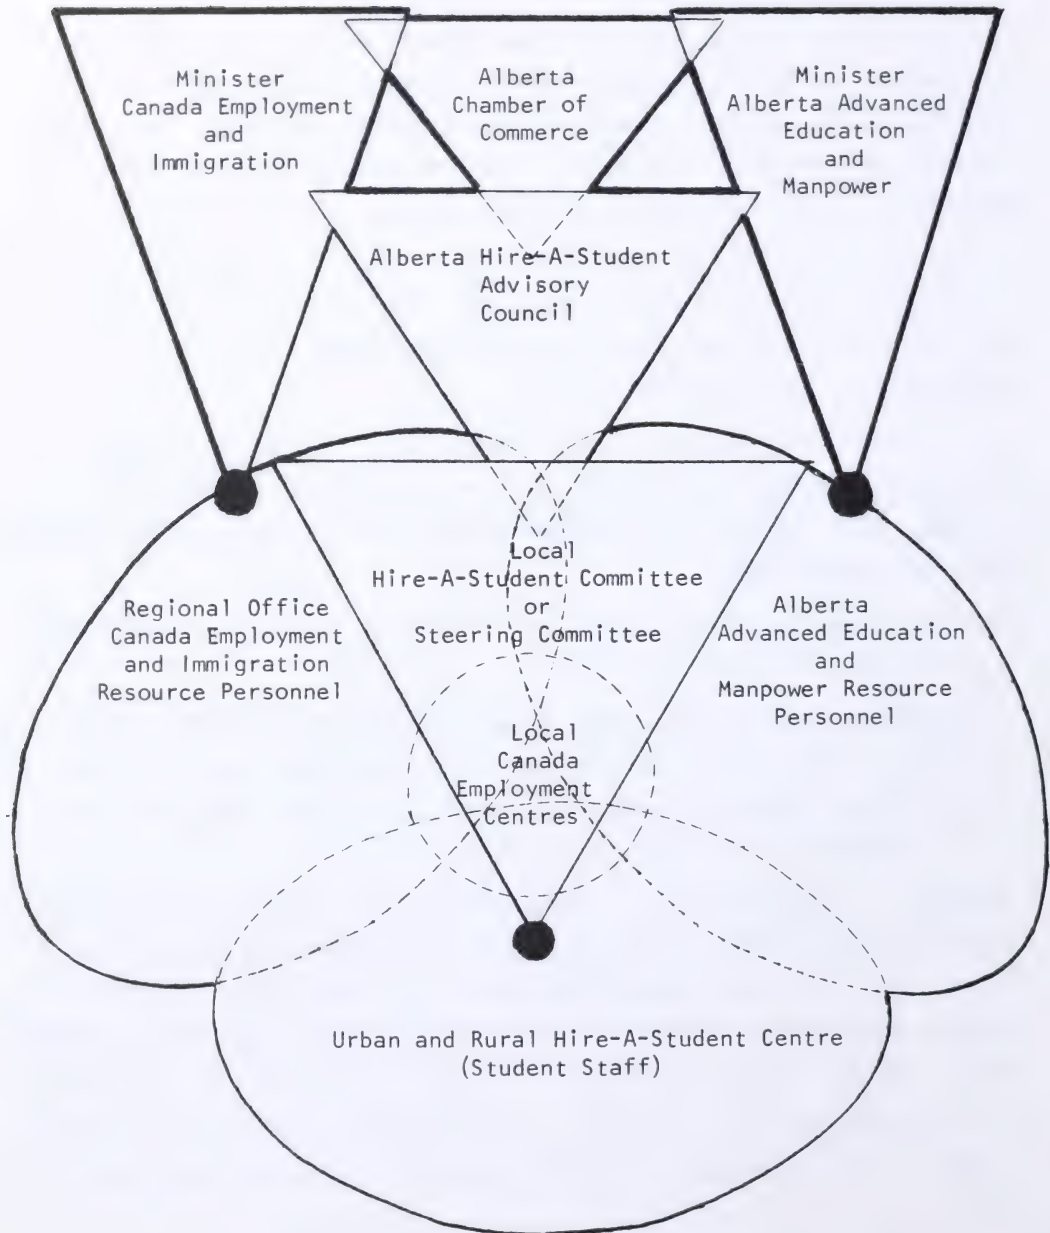 Minister
Canada Employment
and
Immigration
Alberta
Chamber of
Commerce
Minister
Alberta Advanced
Education
and
Manpower
Alberta Hire-A-Student
Advisory
Council
Local
Hire-A-Student Committee
or
Steering Committee
Regional Office
Canada Employment
and Immigration
Resource Personnel
Alberta
Advanced Education
and
Manpower Resource
Personnel
Local
Canada
Employment
Centres
Urban and Rural Hire-A-Student Centre
(Student Staff)